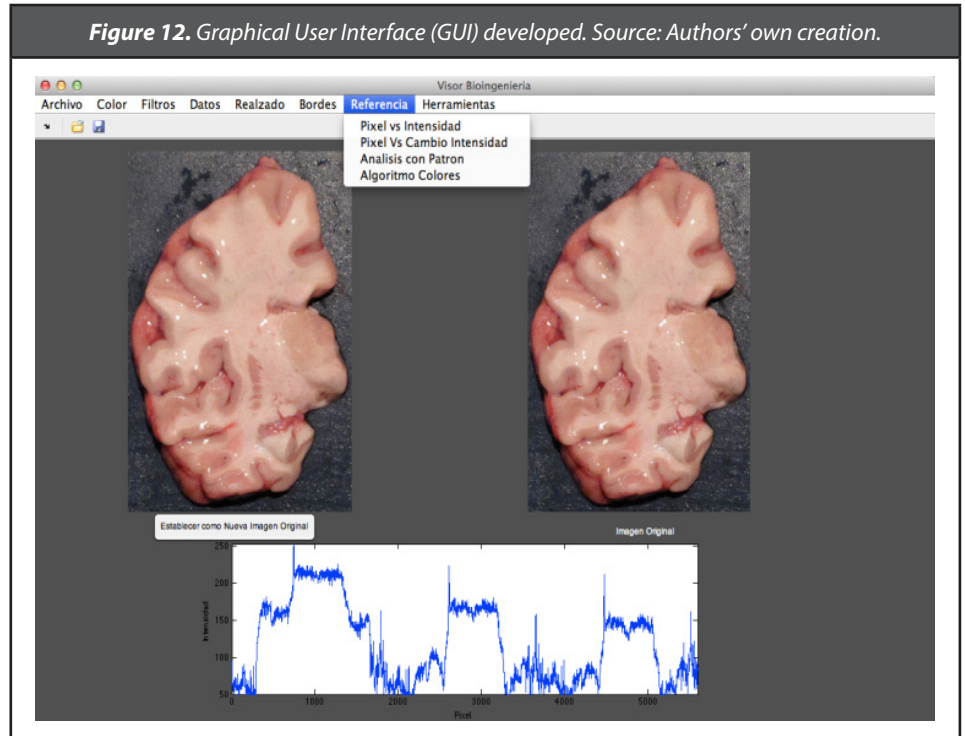 Figure 12. Graphical User Interface (GUI) developed. Source: Authors' own creation.
Visor Bioingenieria
Archivo Color Filtros Datos Realzado Bordes Referencia Herramientas
Pixel vs Intensidad
Pixel Vs Cambio Intensidad
Analisis con Patron
Algoritmo Colores
Establecer como Nueva Imagen Original
Imagen Original
250
200
150
100
50
Intensidad
0 1000 2000 3000 4000 5000
Pixel